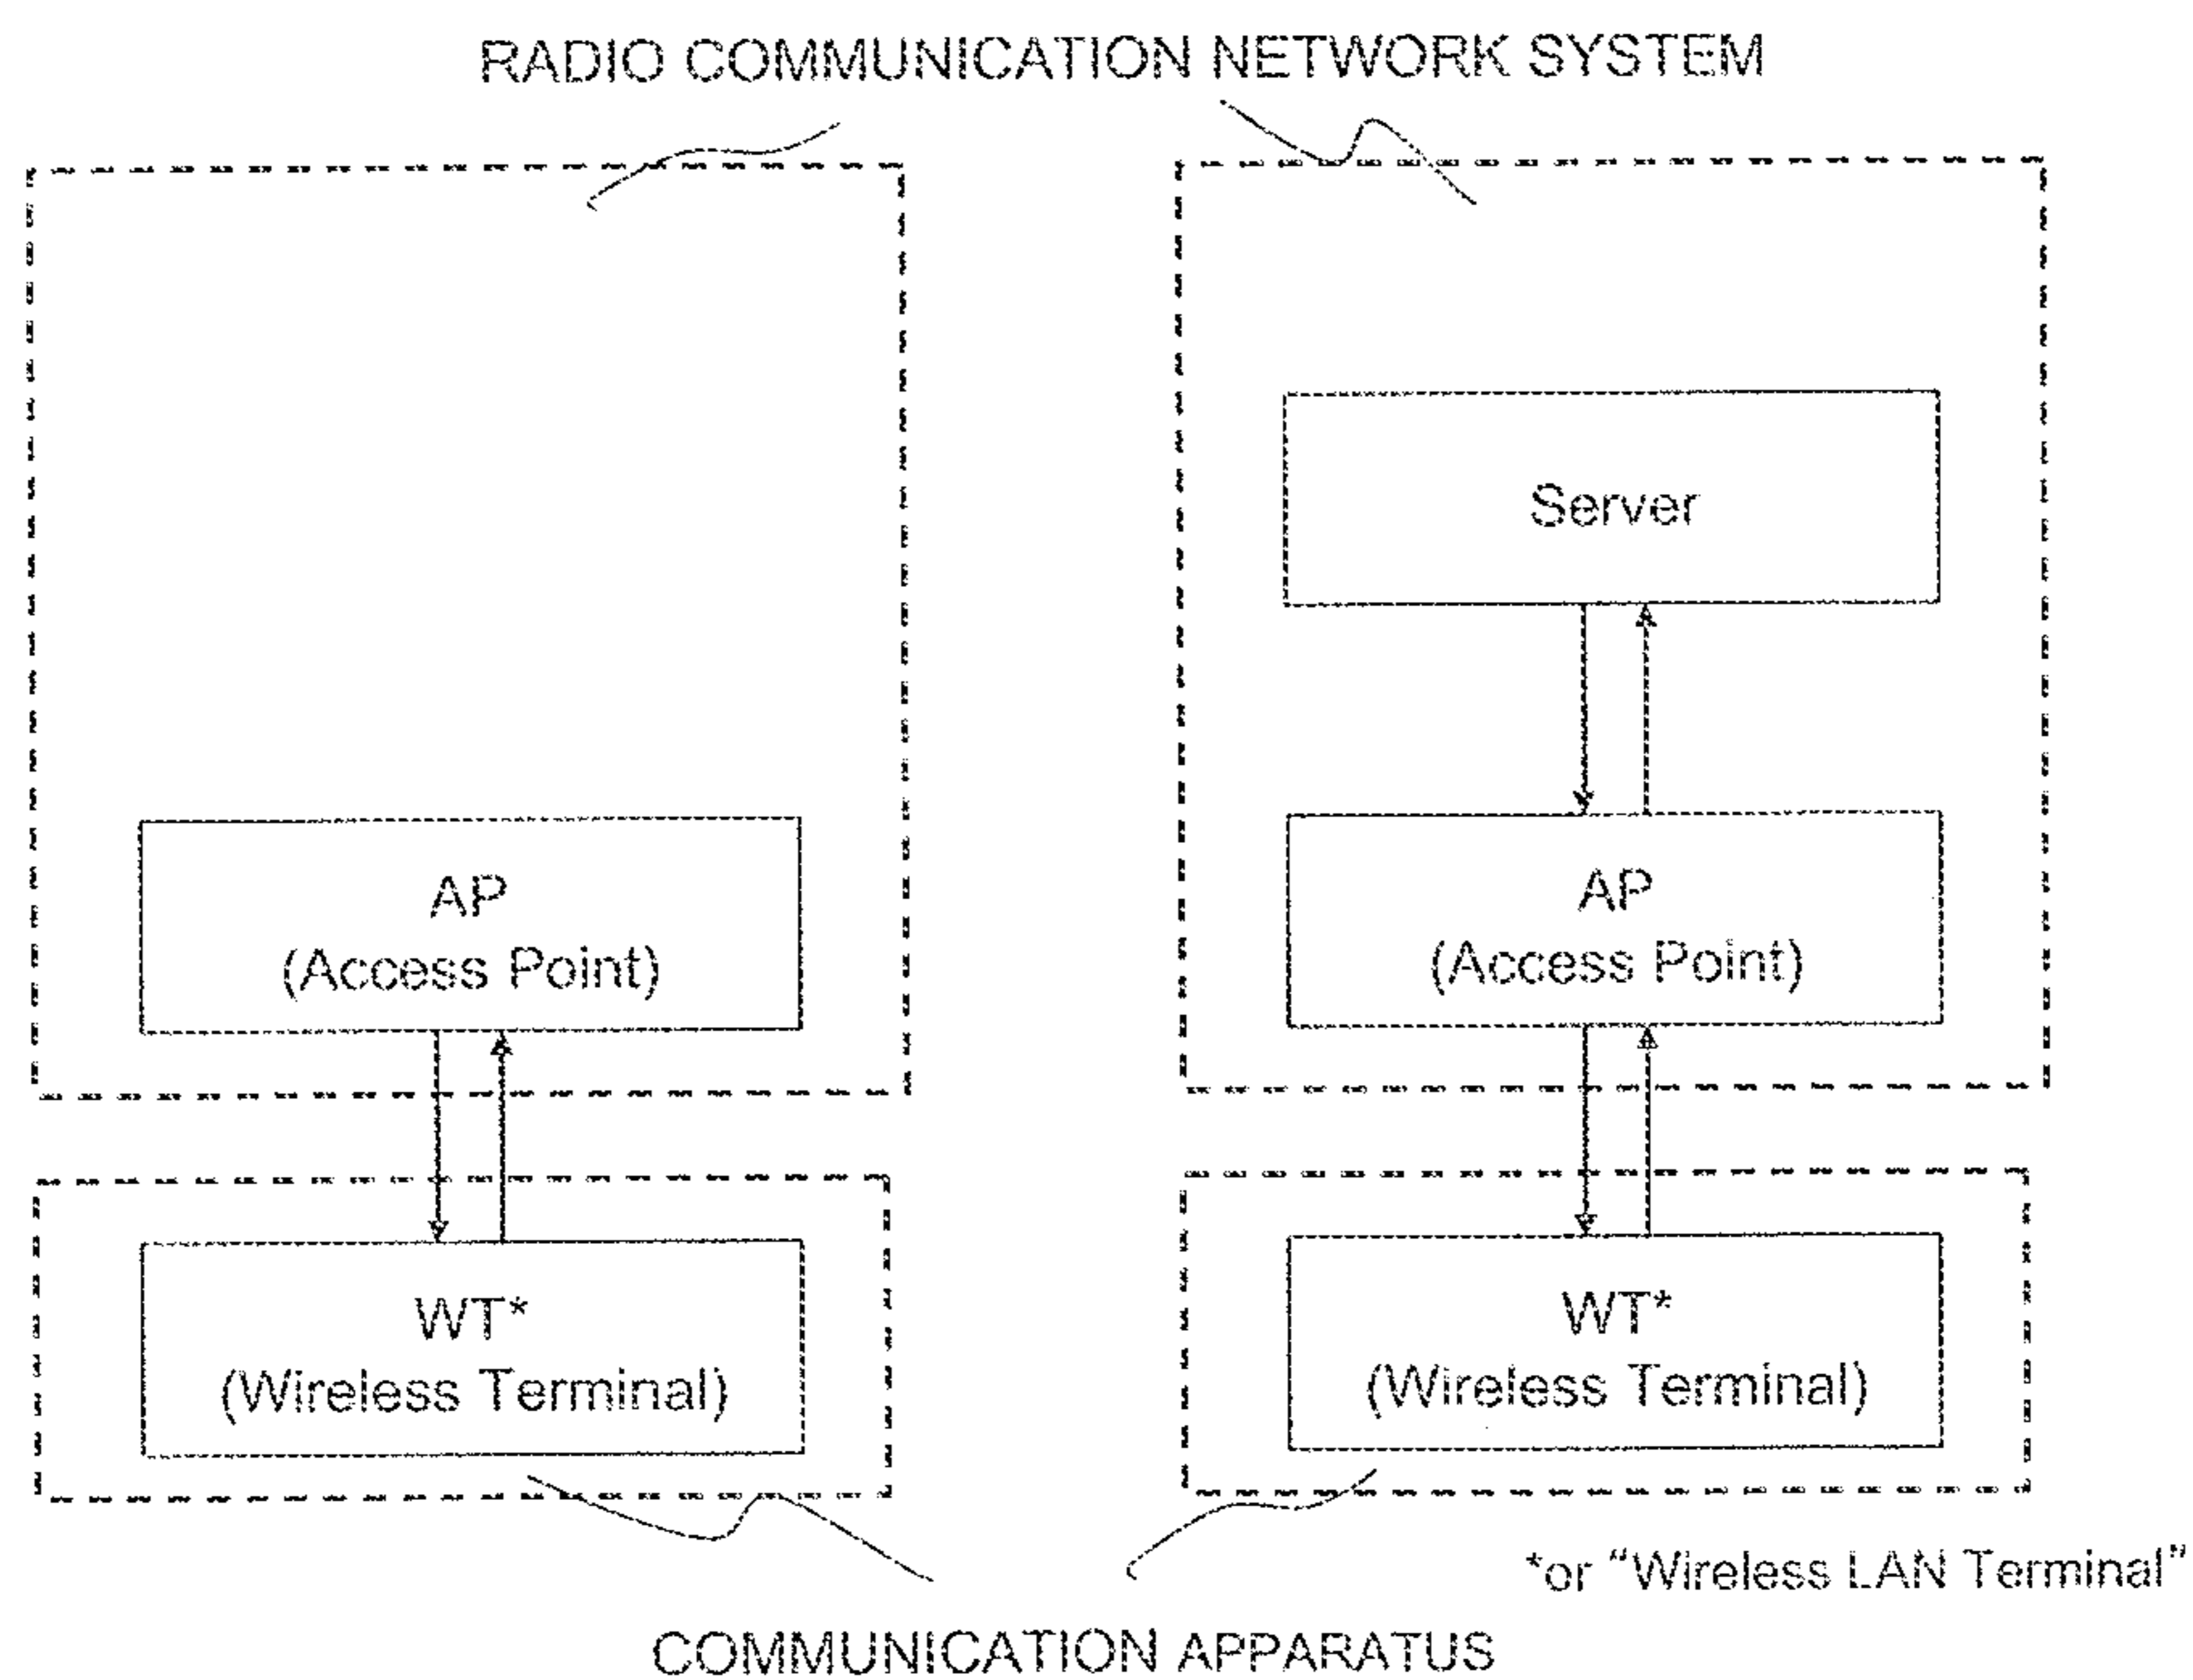 RADIO COMMUNICATION NETWORK SYSTEM
Server
AP
(Access Point)
AP
(Access Point)
WT*
(Wireless Terminal)
WT*
(Wireless Terminal)
*or “Wireless LAN Terminal”
COMMUNICATION APPARATUS